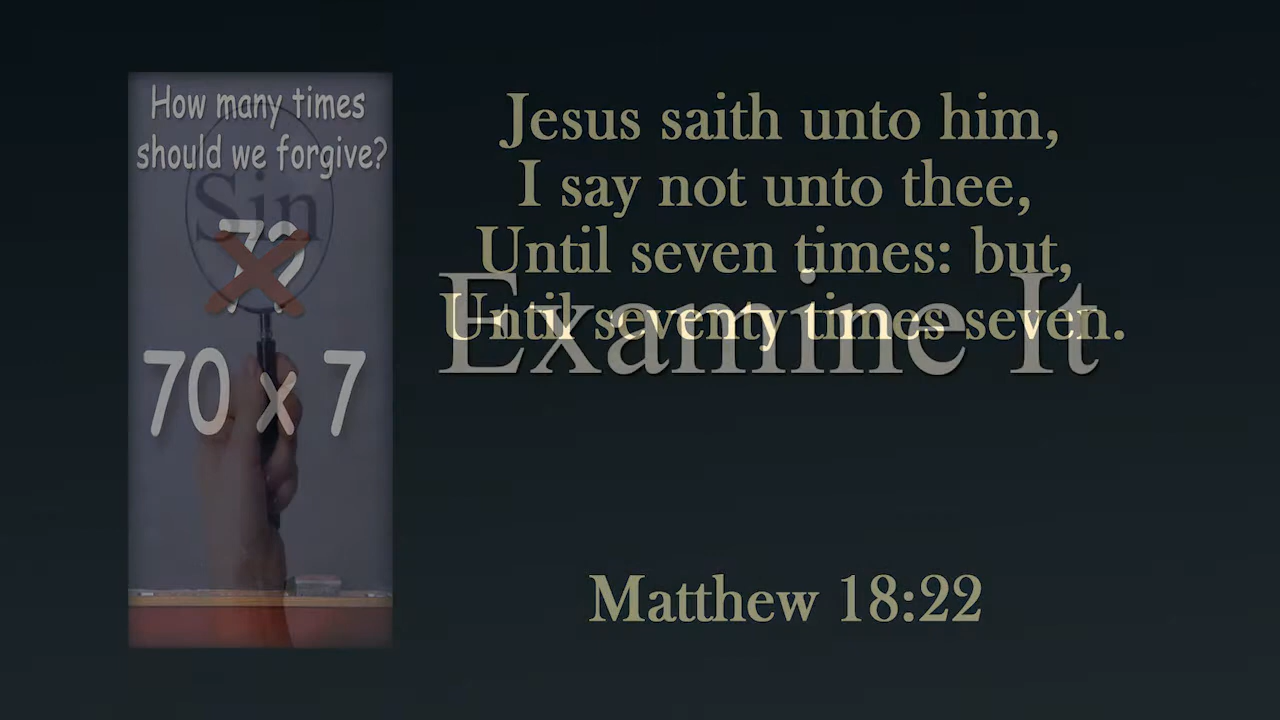 How many times
should we forgive?
Sin
70 x 7
Jesus saith unto him,
I say not unto thee,
Until seven times: but,
Until seventy times seven.
Examine It
Matthew 18:22